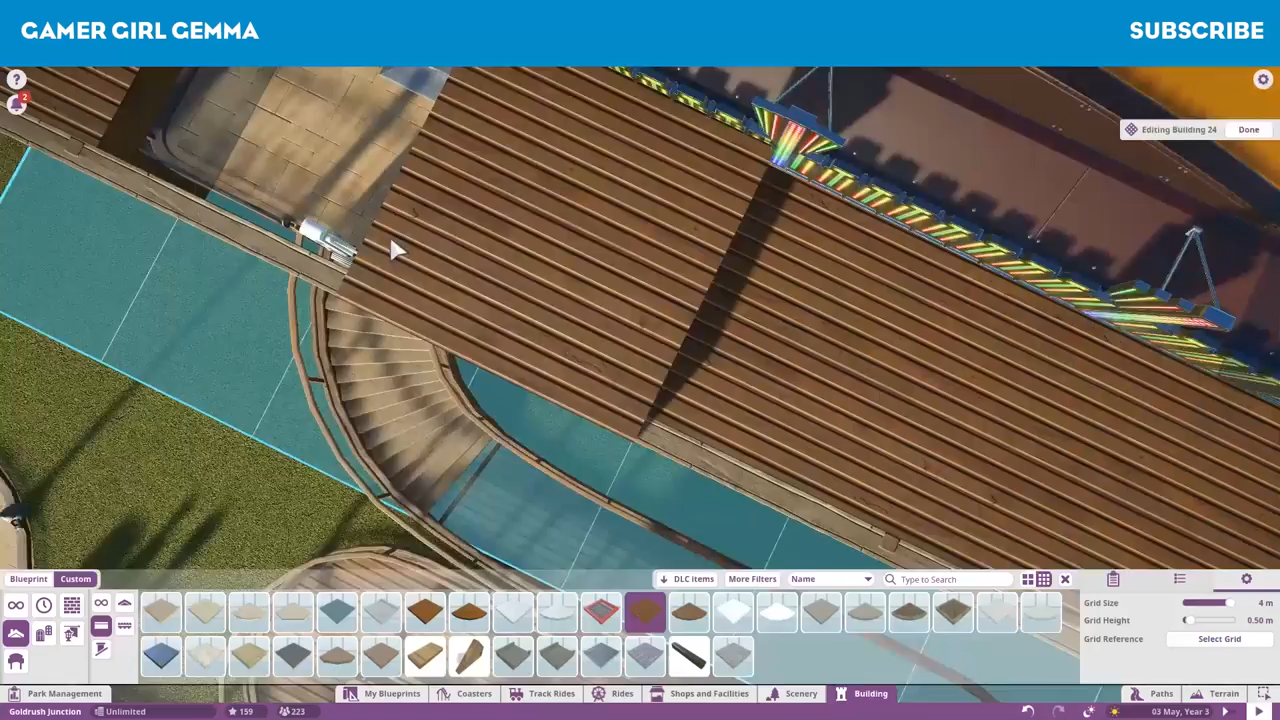 GAMER GIRL GEMMA
SUBSCRIBE
?
2
Editing Building 24
Done
Blueprint
Custom
DLC items
More Filters
Name
Type to Search
Grid Size
4 m
Grid Height
0.50 m
Grid Reference
Select Grid
Park Management
My Blueprints
Coasters
Track Rides
Rides
Shops and Facilities
Scenery
Building
Paths
Terrain
Goldrush Junction
Unlimited
159
223
03 May, Year 3